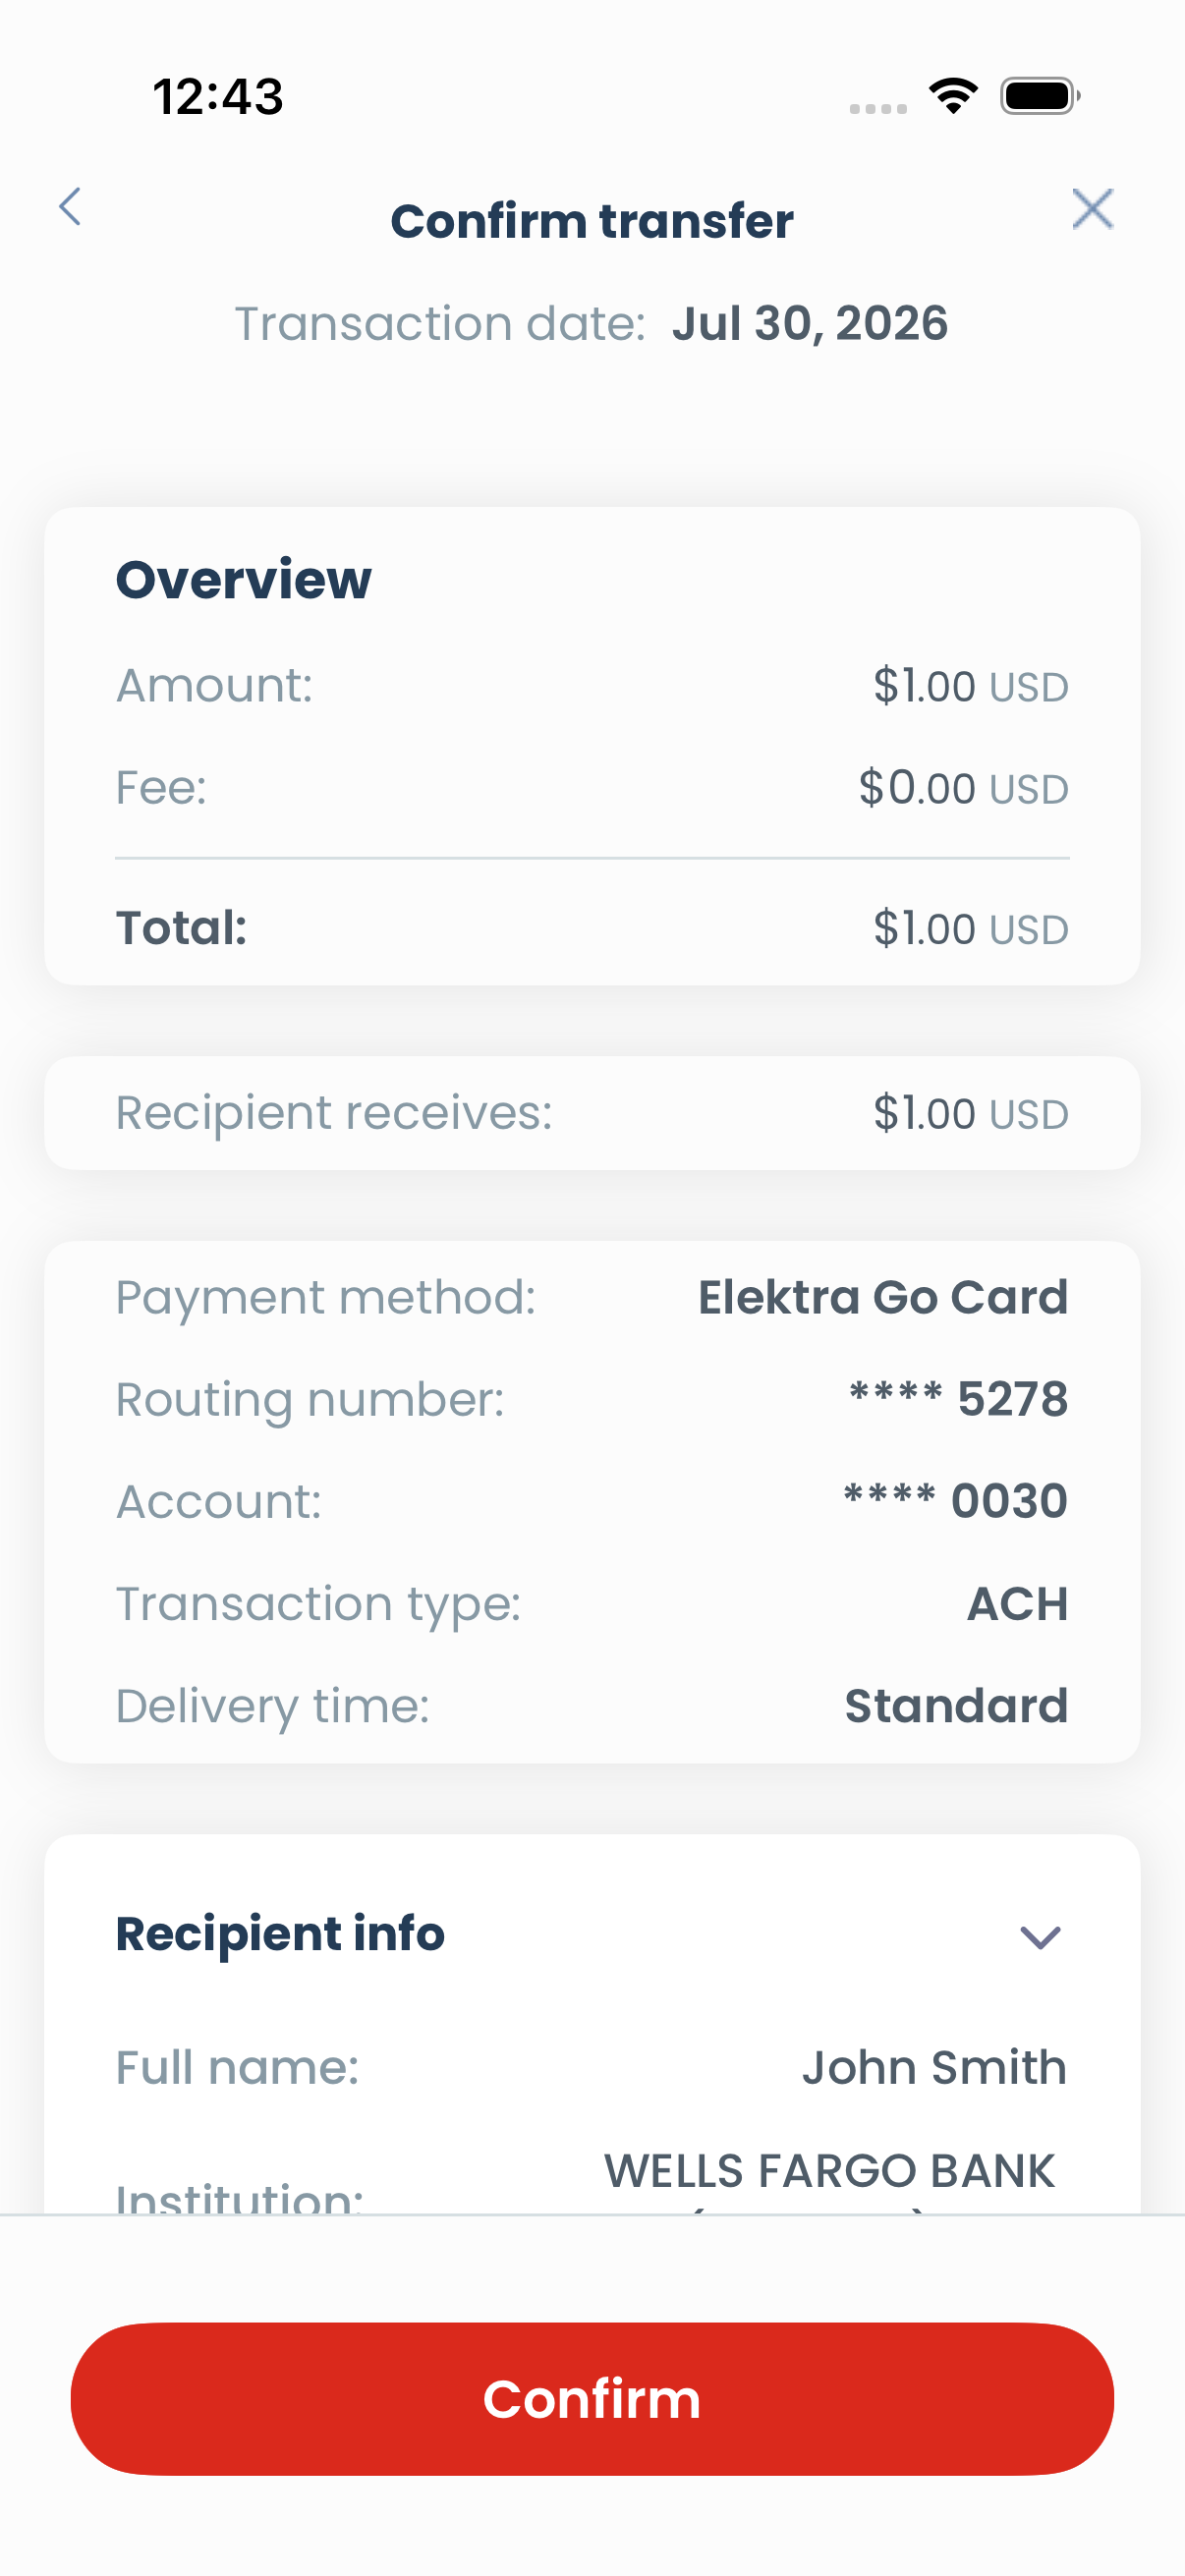 12:43
Confirm transfer
Transaction date: Jul 30, 2026
Overview
Amount: $1.00 USD
Fee: $0.00 USD
Total: $1.00 USD
Recipient receives: $1.00 USD
Payment method: Elektra Go Card
Routing number: **** 5278
Account: **** 0030
Transaction type: ACH
Delivery time: Standard
Recipient info
Full name: John Smith
Institution: WELLS FARGO BANK
Confirm